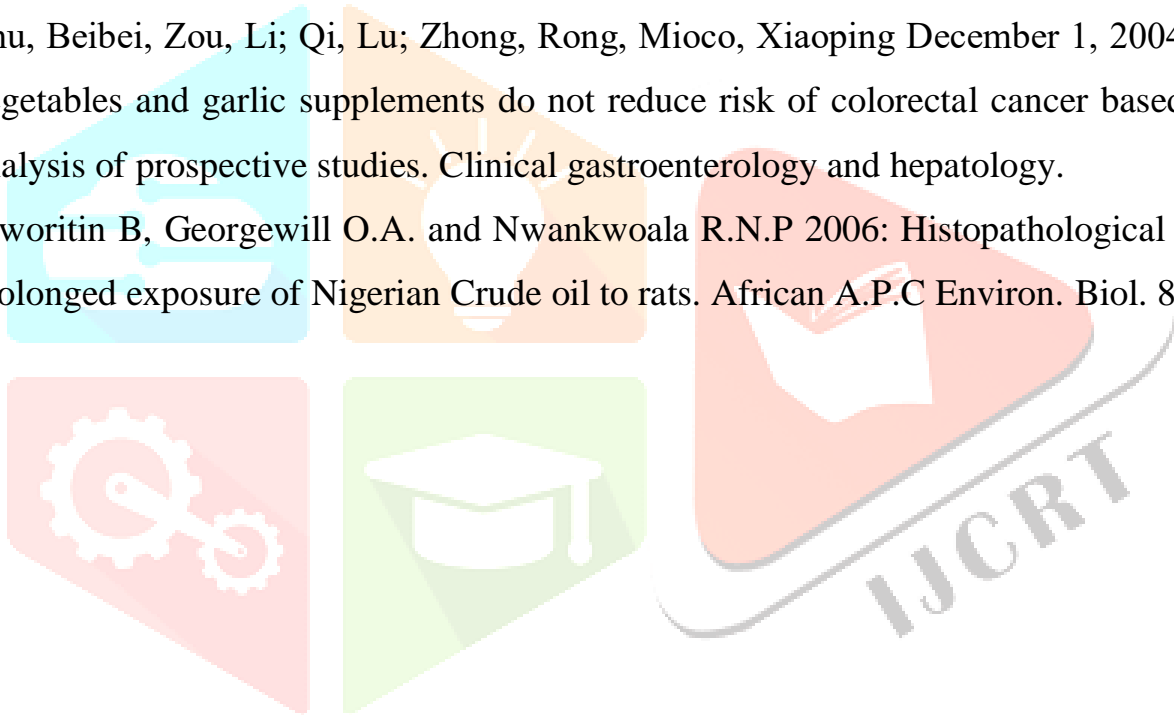 nu, Beibei, Zou, Li; Qi, Lu; Zhong, Rong, Mioco, Xiaoping December 1, 2004
getables and garlic supplements do not reduce risk of colorectal cancer based
alysis of prospective studies. Clinical gastroenterology and hepatology.
woritin B, Georgewill O.A. and Nwankwoala R.N.P 2006: Histopathological
olonged exposure of Nigerian Crude oil to rats. African A.P.C Environ. Biol. 8
IJCRT